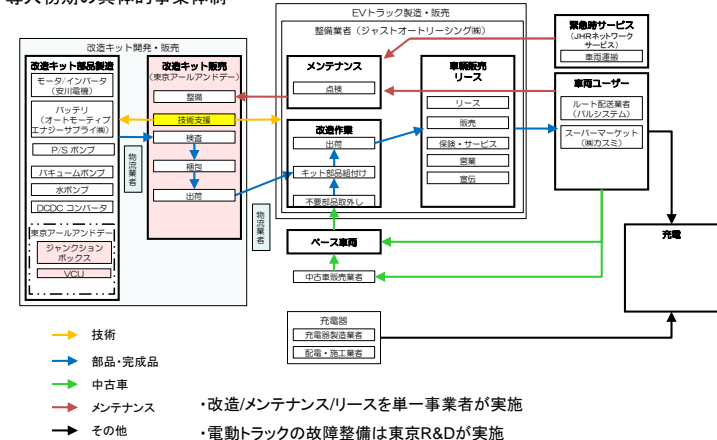 導入初期の具体的事業体制
改造キット開発・販売
改造キット部品製造
モータ/インバータ
(安川電機)
バッテリ
(オートモーティブ
エナジーサプライ㈱)
P/S ポンプ
バキュームポンプ
水ポンプ
DCDC コンバータ
東京アールアンドデー
ジャンクション
ボックス
VCU
物流業者
改造キット販売
(東京アールアンドデー)
整備
技術支援
検査
梱包
出荷
物流業者
EVトラック製造・販売
整備業者(ジャストオートリーシング㈱)
メンテナンス
点検
改造作業
出荷
キット部品組付け
不要部品取外し
車輌販売
リース
リース
販売
保険・サービス
営業
宣伝
ベース車両
中古車販売業者
充電器
充電器製造業者
配電・施工業者
緊急時サービス
(JHRネットワーク
サービス)
車両運搬
車両ユーザー
ルート配送業者
(パルシステム)
スーパーマーケット
(㈱カスミ)
充電
技術
部品・完成品
中古車
メンテナンス
その他
・改造/メンテナンス/リースを単一事業者が実施
・電動トラックの故障整備は東京R&Dが実施